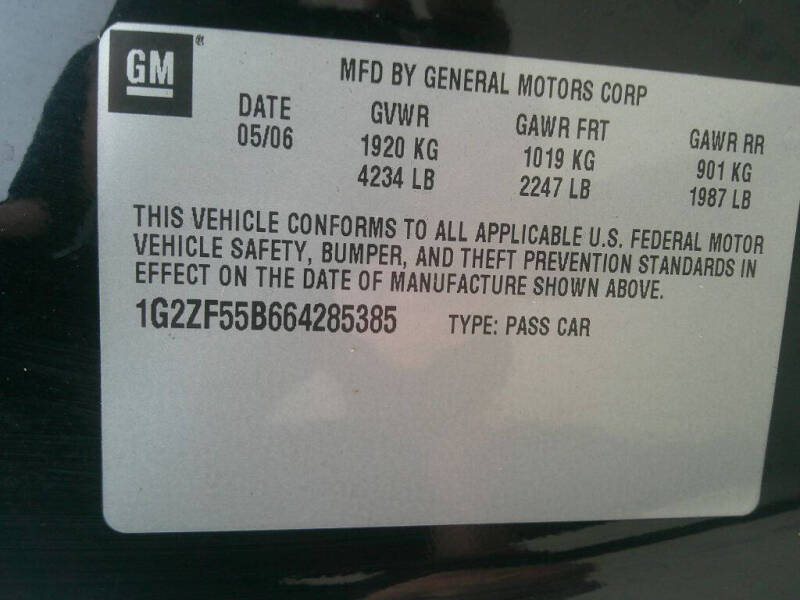 GM®
MFD BY GENERAL MOTORS CORP
DATE GVWR GAWR FRT GAWR RR
05/06 1920 KG 1019 KG 901 KG
4234 LB 2247 LB 1987 LB
THIS VEHICLE CONFORMS TO ALL APPLICABLE U.S. FEDERAL MOTOR
VEHICLE SAFETY, BUMPER, AND THEFT PREVENTION STANDARDS IN
EFFECT ON THE DATE OF MANUFACTURE SHOWN ABOVE.
1G2ZF55B664285385 TYPE: PASS CAR